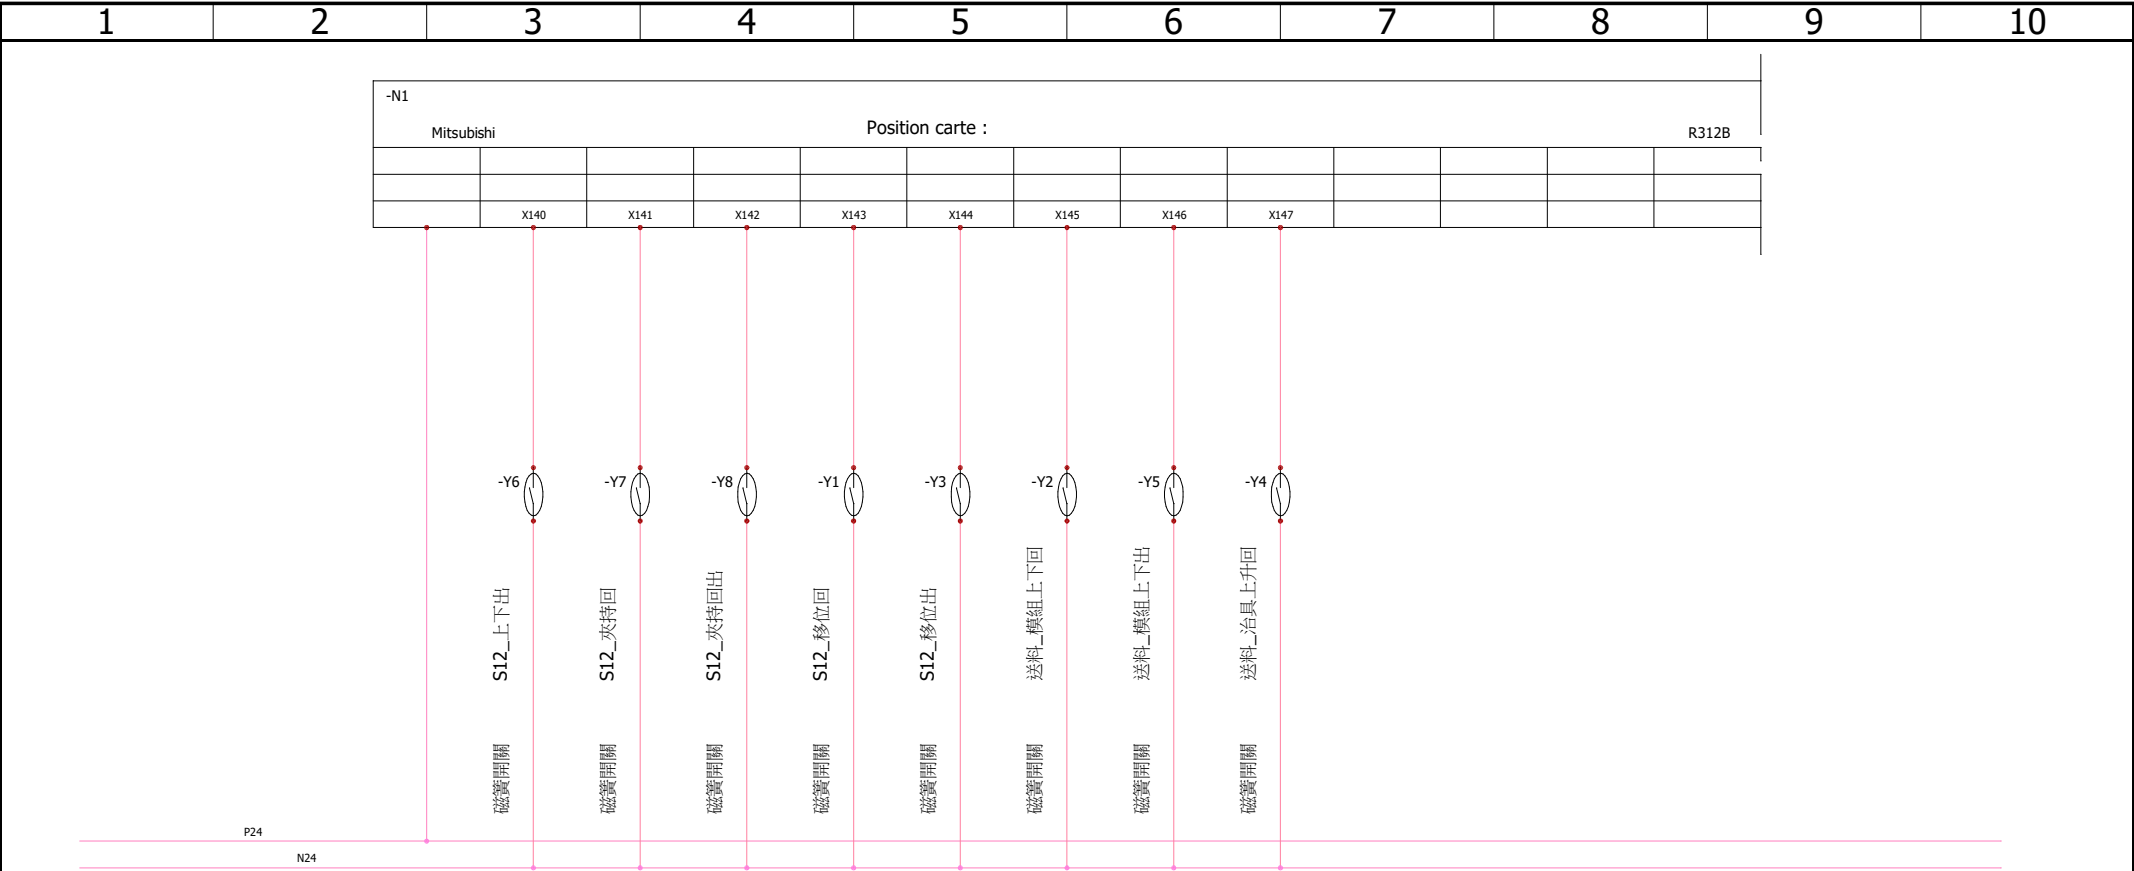 1 2 3 4 5 6 7 8 9 10
-N1
Mitsubishi Position carte : R312B
X140 X141 X142 X143 X144 X145 X146 X147
-Y6 -Y7 -Y8 -Y1 -Y3 -Y2 -Y5 -Y4
S12_上下出
S12_夾持回
S12_夾持回出
S12_移位回
S12_移位出
送料_模組上下回
送料_模組上下出
送料_治具上升回
磁簧開關
磁簧開關
磁簧開關
磁簧開關
磁簧開關
磁簧開關
磁簧開關
磁簧開關
P24
N24